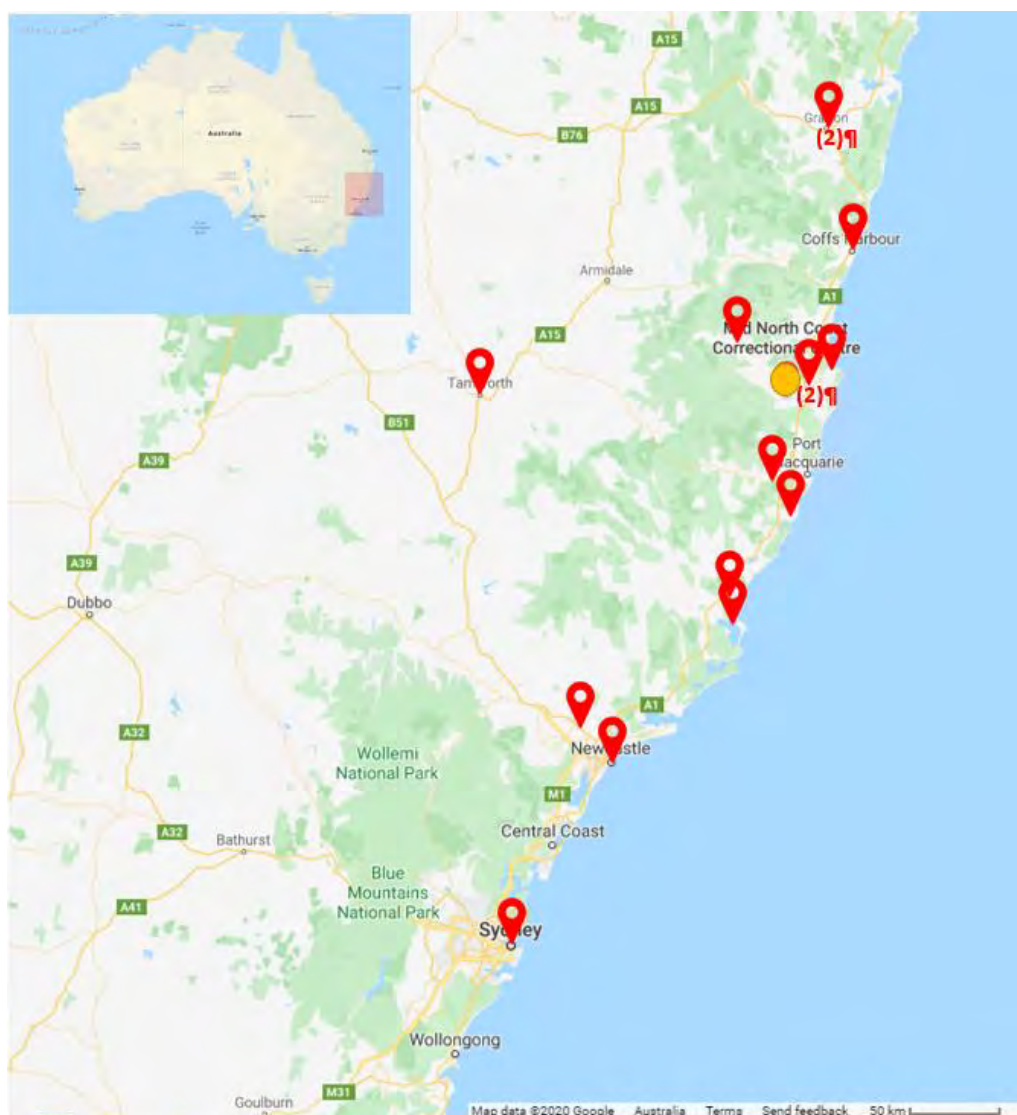 Australia
A15
A15
B76
Grafton
(2)¶
Coffs Harbour
Armidale
A1
Mid North Coast
Correctional Centre
A15
Tamworth
(2)¶
B51
A39
Port
Macquarie
A39
Dubbo
A1
A32
Newcastle
Wollemi
National Park
M1
A32
Central Coast
Bathurst
Blue
Mountains
National Park
A41
Sydney
Wollongong
M31
Goulburn
Map data ©2020 Google Australia Terms Send feedback 50 km